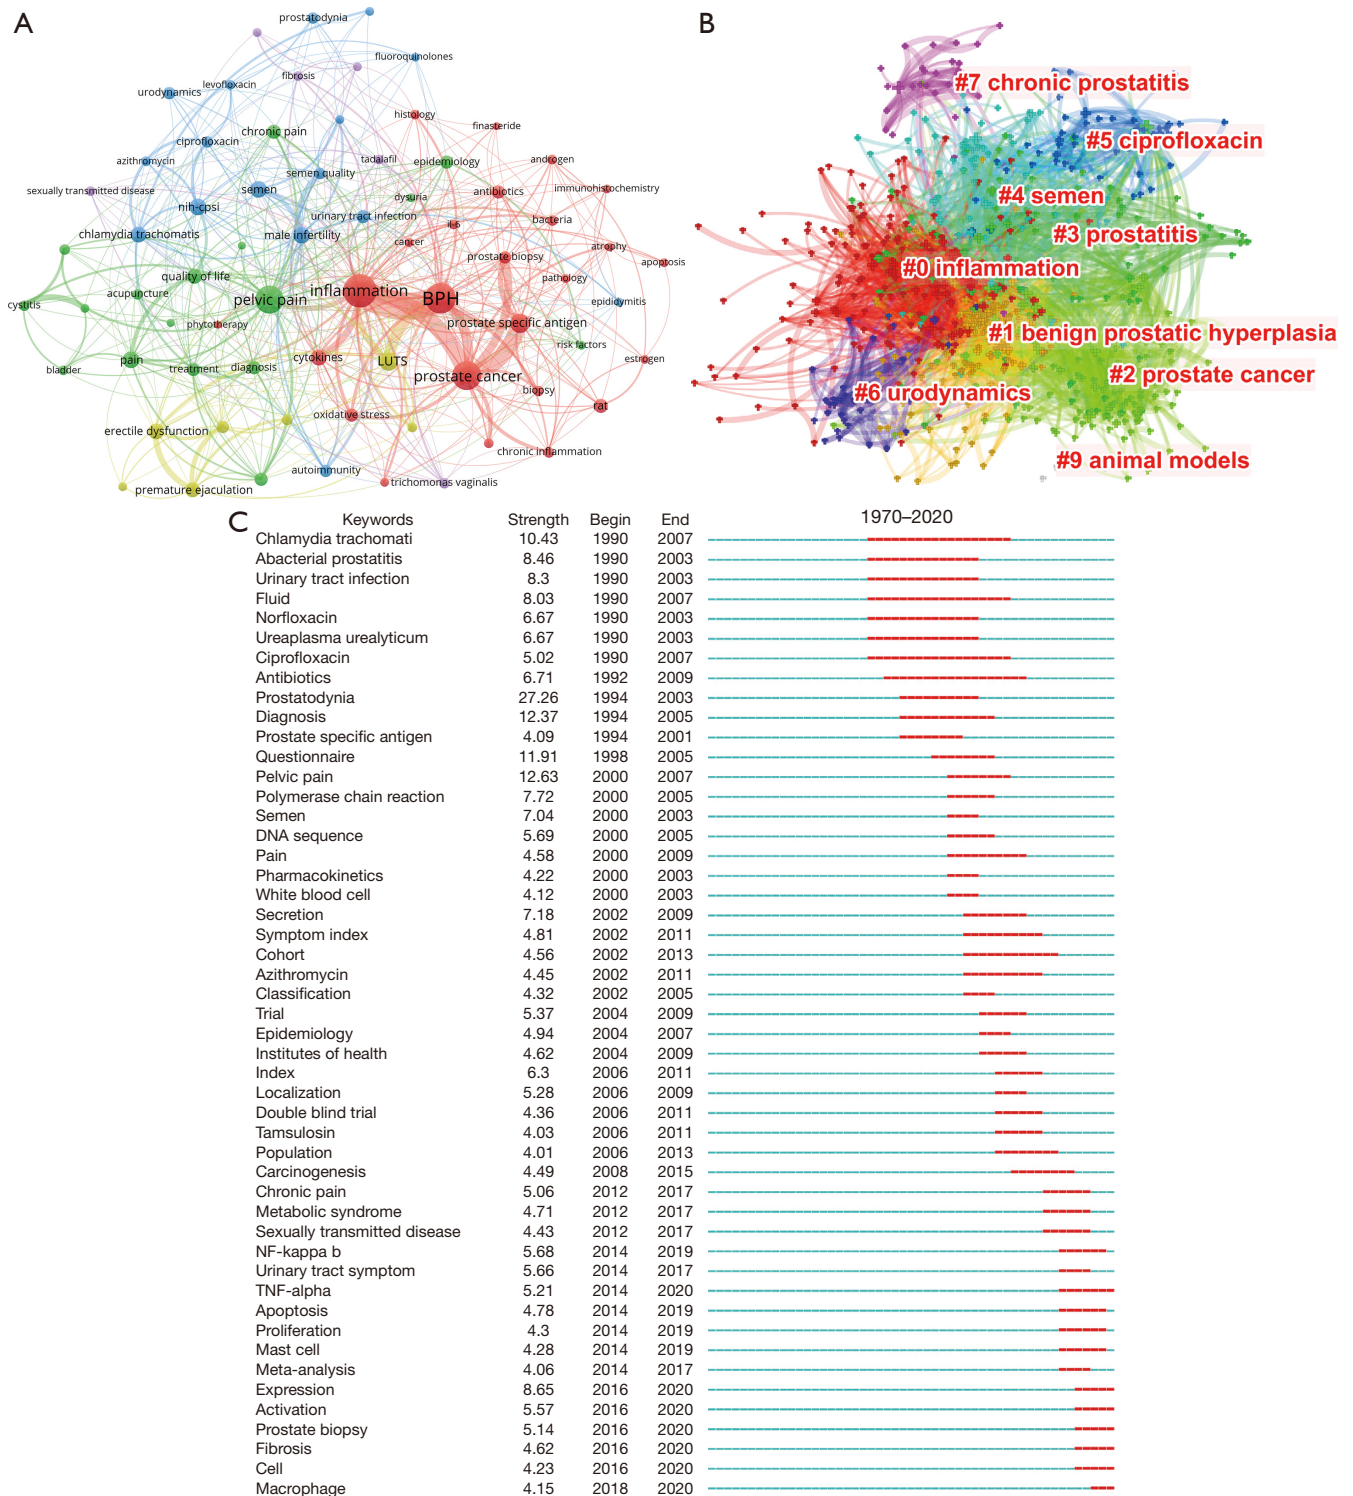 A
prostatodynia
fluoroquinolones
fibrosis
levofloxacin
urodynamics
histology
finasteride
chronic pain
ciprofloxacin
azithromycin
tadalafil
epidemiology
androgen
semen quality
sexually transmitted disease
semen
dysuria
antibiotics
immunohistochemistry
nih-cpsi
urinary tract infection
il-6
bacteria
chlamydia trachomatis
male infertility
cancer
atrophy
prostate biopsy
apoptosis
quality of life
pathology
acupuncture
pelvic pain
inflammation
BPH
epididymitis
cystitis
phytotherapy
prostate specific antigen
risk factors
pain
cytokines
LUTS
estrogen
bladder
treatment
diagnosis
prostate cancer
biopsy
rat
oxidative stress
erectile dysfunction
chronic inflammation
autoimmunity
premature ejaculation
trichomonas vaginalis
B
#7 chronic prostatitis
#5 ciprofloxacin
#4 semen
#3 prostatitis
#0 inflammation
#1 benign prostatic hyperplasia
#2 prostate cancer
#6 urodynamics
#9 animal models
C
Keywords Strength Begin End 1970–2020
Chlamydia trachomati 10.43 1990 2007
Abacterial prostatitis 8.46 1990 2003
Urinary tract infection 8.3 1990 2003
Fluid 8.03 1990 2007
Norfloxacin 6.67 1990 2003
Ureaplasma urealyticum 6.67 1990 2003
Ciprofloxacin 5.02 1990 2007
Antibiotics 6.71 1992 2009
Prostatodynia 27.26 1994 2003
Diagnosis 12.37 1994 2005
Prostate specific antigen 4.09 1994 2001
Questionnaire 11.91 1998 2005
Pelvic pain 12.63 2000 2007
Polymerase chain reaction 7.72 2000 2005
Semen 7.04 2000 2003
DNA sequence 5.69 2000 2005
Pain 4.58 2000 2009
Pharmacokinetics 4.22 2000 2003
White blood cell 4.12 2000 2003
Secretion 7.18 2002 2009
Symptom index 4.81 2002 2011
Cohort 4.56 2002 2013
Azithromycin 4.45 2002 2011
Classification 4.32 2002 2005
Trial 5.37 2004 2009
Epidemiology 4.94 2004 2007
Institutes of health 4.62 2004 2009
Index 6.3 2006 2011
Localization 5.28 2006 2009
Double blind trial 4.36 2006 2011
Tamsulosin 4.03 2006 2011
Population 4.01 2006 2013
Carcinogenesis 4.49 2008 2015
Chronic pain 5.06 2012 2017
Metabolic syndrome 4.71 2012 2017
Sexually transmitted disease 4.43 2012 2017
NF-kappa b 5.68 2014 2019
Urinary tract symptom 5.66 2014 2017
TNF-alpha 5.21 2014 2020
Apoptosis 4.78 2014 2019
Proliferation 4.3 2014 2019
Mast cell 4.28 2014 2019
Meta-analysis 4.06 2014 2017
Expression 8.65 2016 2020
Activation 5.57 2016 2020
Prostate biopsy 5.14 2016 2020
Fibrosis 4.62 2016 2020
Cell 4.23 2016 2020
Macrophage 4.15 2018 2020